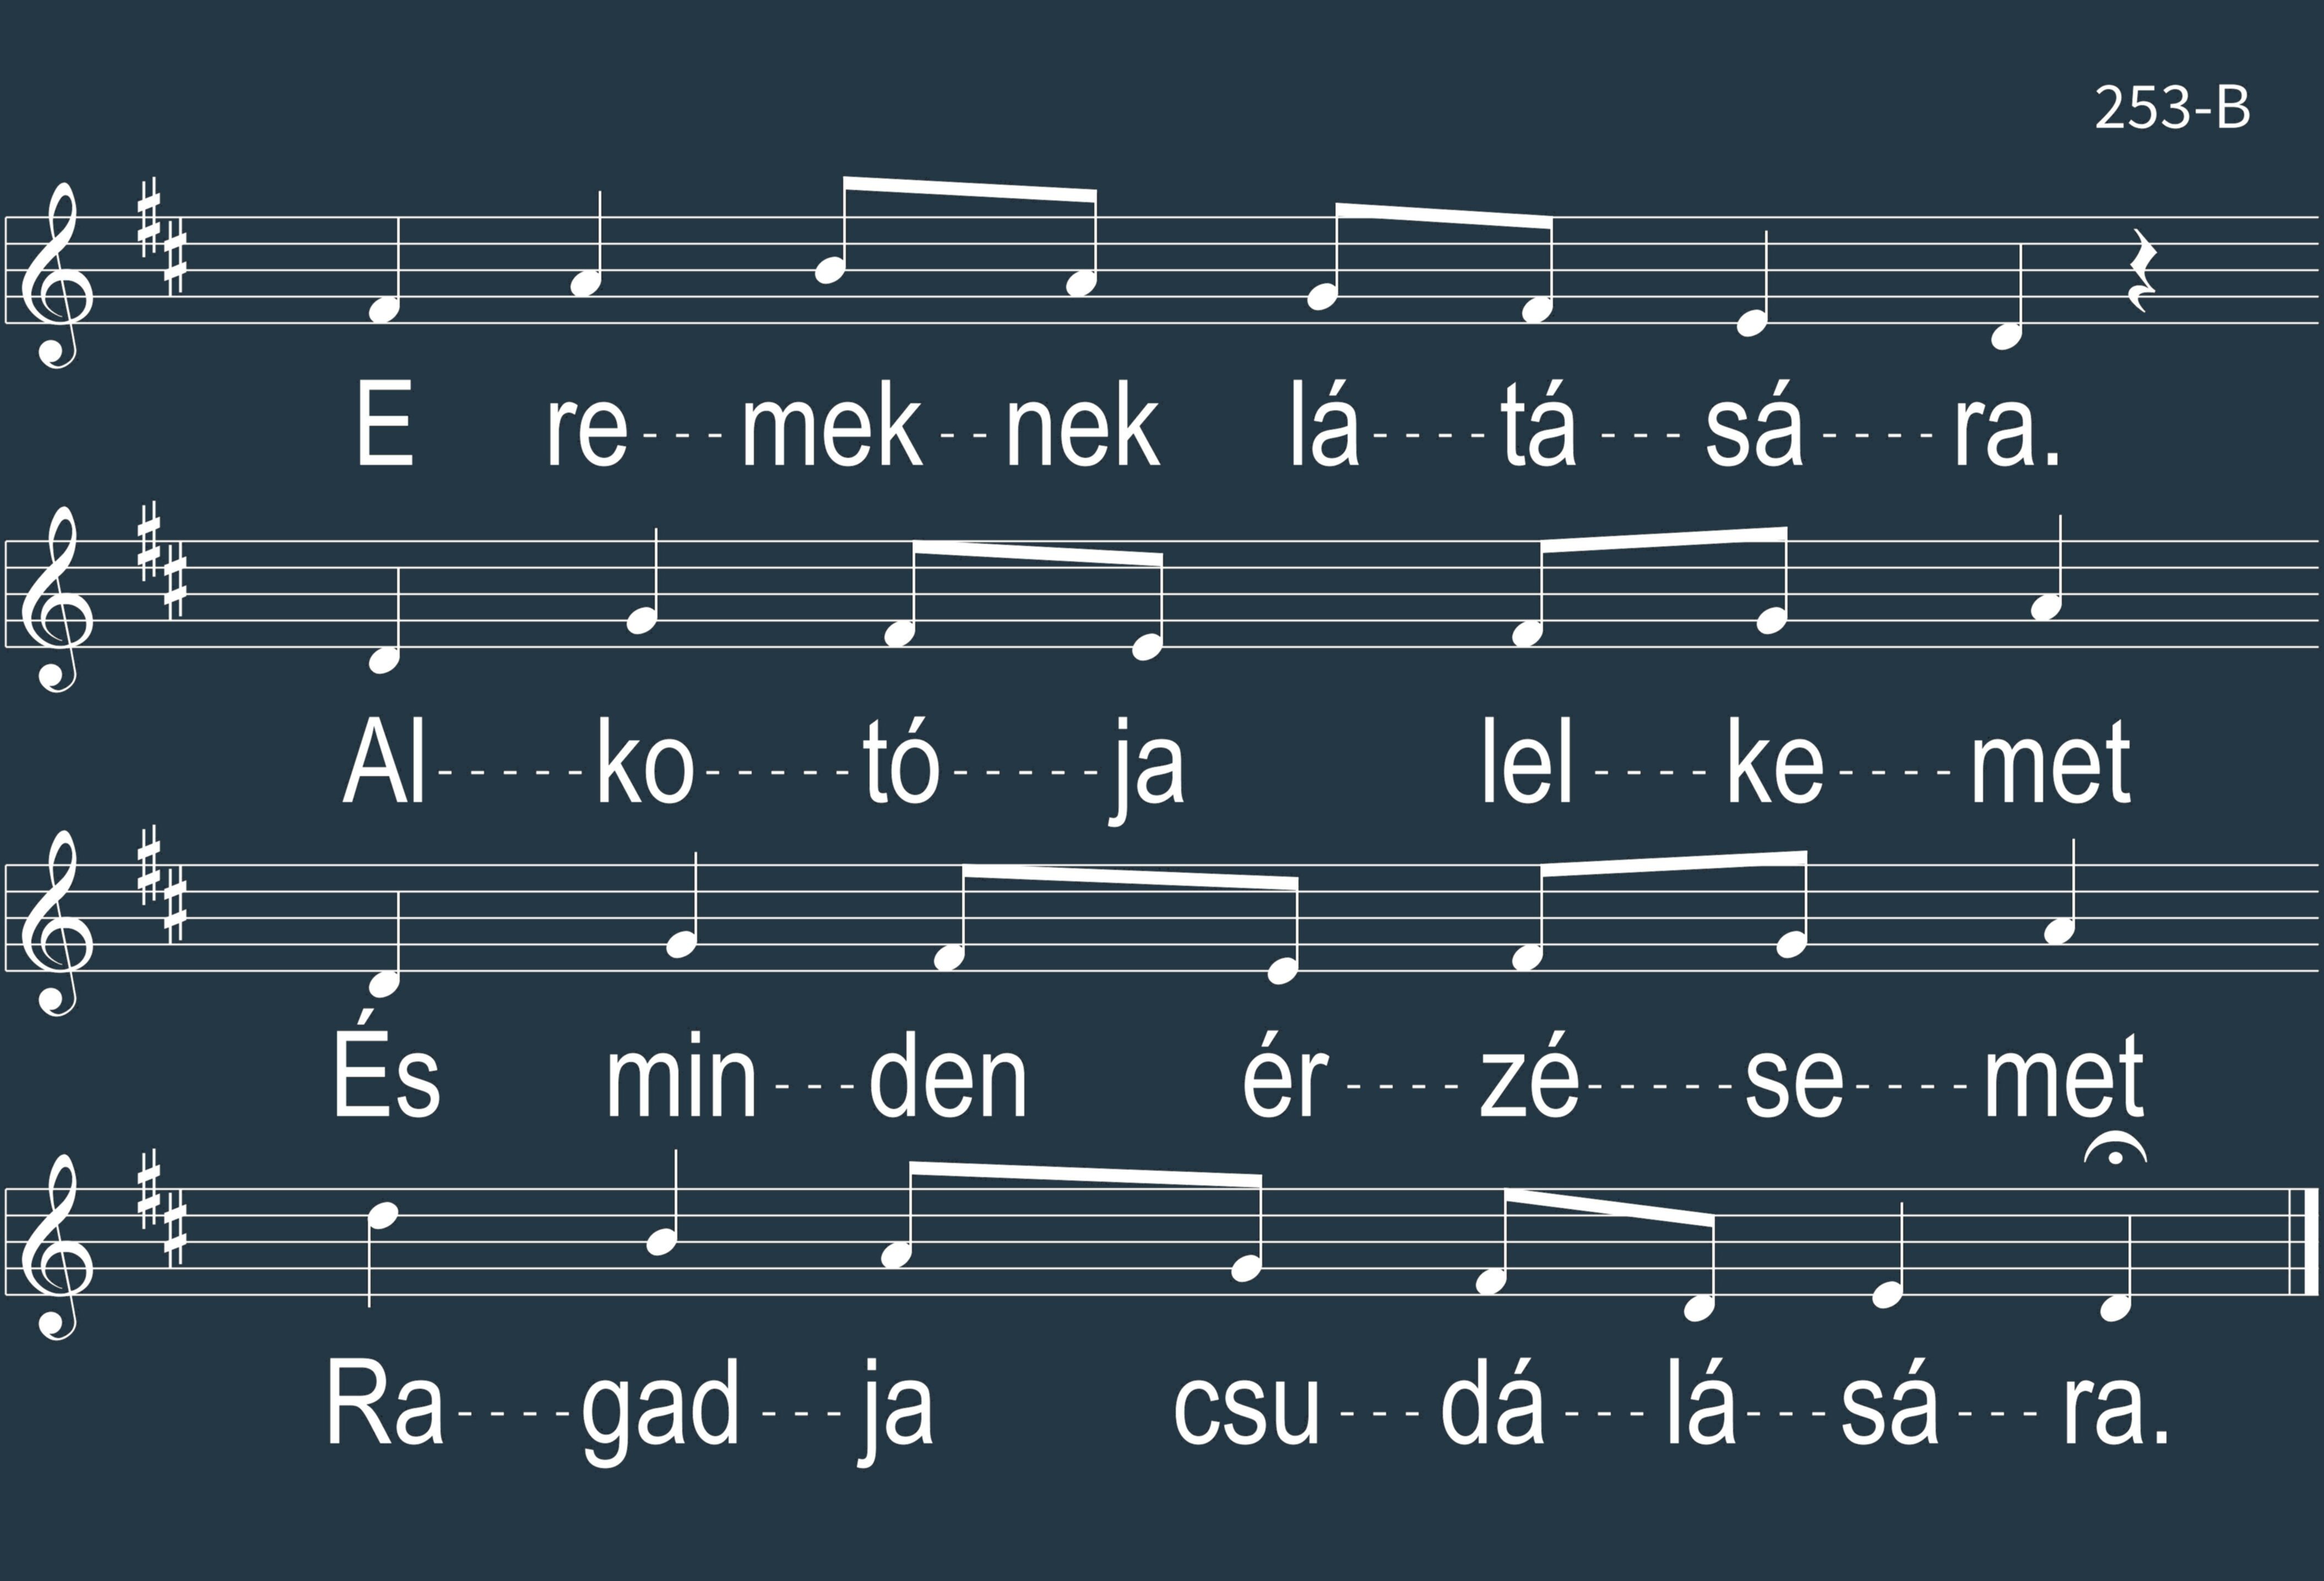 253-B
E re---mek--nek lá----tá---sá----ra.
Al-----ko-----tó-----ja lel----ke----met
És min---den ér----zé-----se----met
Ra----gad---ja csu---dá---lá---sá---ra.